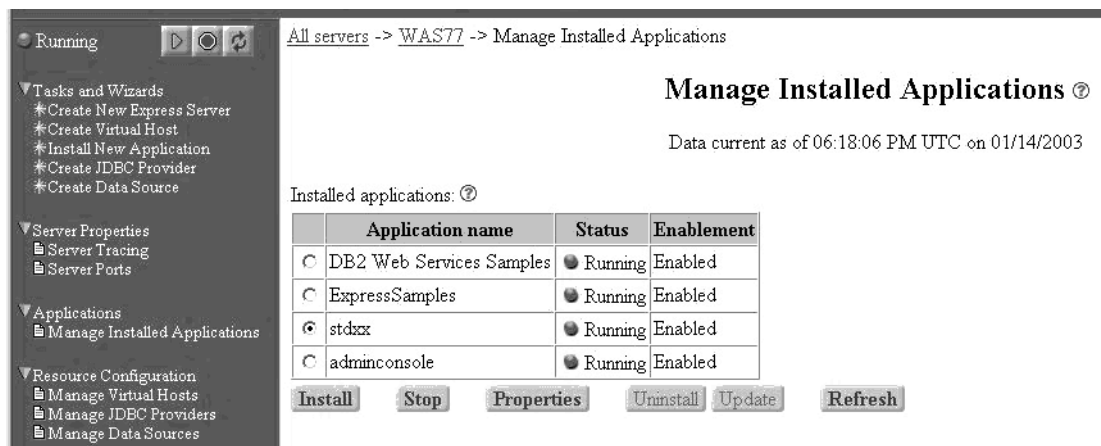 Running
Tasks and Wizards
Create New Express Server
Create Virtual Host
Install New Application
Create JDBC Provider
Create Data Source
Server Properties
Server Tracing
Server Ports
Applications
Manage Installed Applications
Resource Configuration
Manage Virtual Hosts
Manage JDBC Providers
Manage Data Sources
All servers -> WAS77 -> Manage Installed Applications
Manage Installed Applications ?
Data current as of 06:18:06 PM UTC on 01/14/2003
Installed applications: ?
Application name Status Enablement
DB2 Web Services Samples Running Enabled
ExpressSamples Running Enabled
stdxx Running Enabled
adminconsole Running Enabled
Install Stop Properties Uninstall Update Refresh